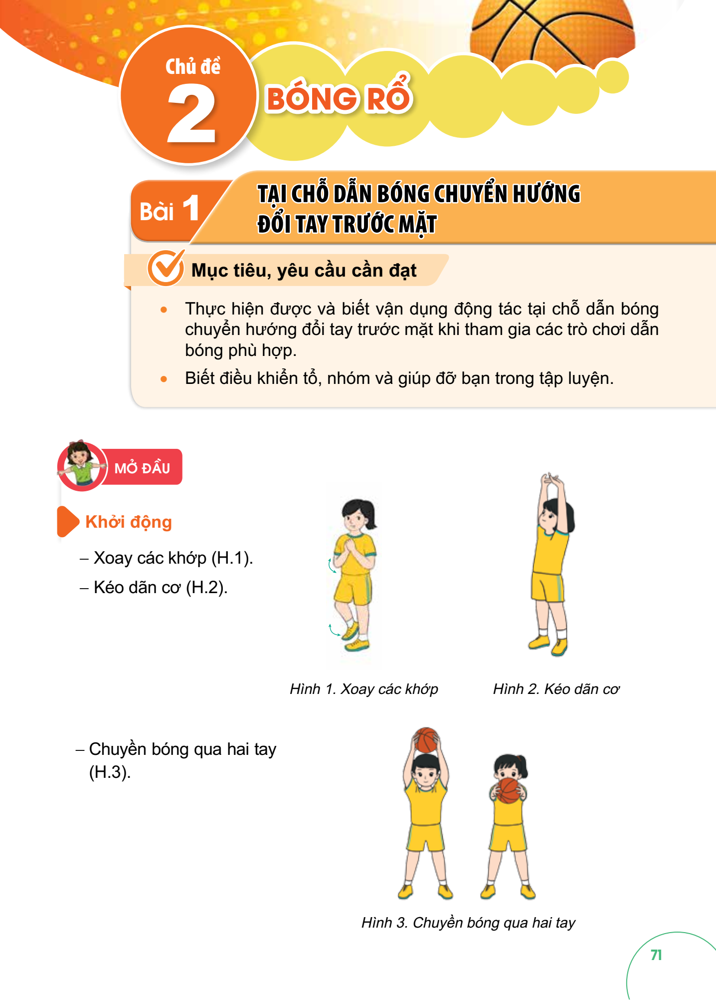 Chủ đề
2
BÓNG RỔ
Bài 1
TẠI CHỖ DẪN BÓNG CHUYỂN HƯỚNG
ĐỔI TAY TRƯỚC MẶT
Mục tiêu, yêu cầu cần đạt
• Thực hiện được và biết vận dụng động tác tại chỗ dẫn bóng
chuyển hướng đổi tay trước mặt khi tham gia các trò chơi dẫn
bóng phù hợp.
• Biết điều khiển tổ, nhóm và giúp đỡ bạn trong tập luyện.
MỞ ĐẦU
Khởi động
– Xoay các khớp (H.1).
– Kéo dãn cơ (H.2).
Hình 1. Xoay các khớp
Hình 2. Kéo dãn cơ
– Chuyền bóng qua hai tay
(H.3).
Hình 3. Chuyền bóng qua hai tay
71